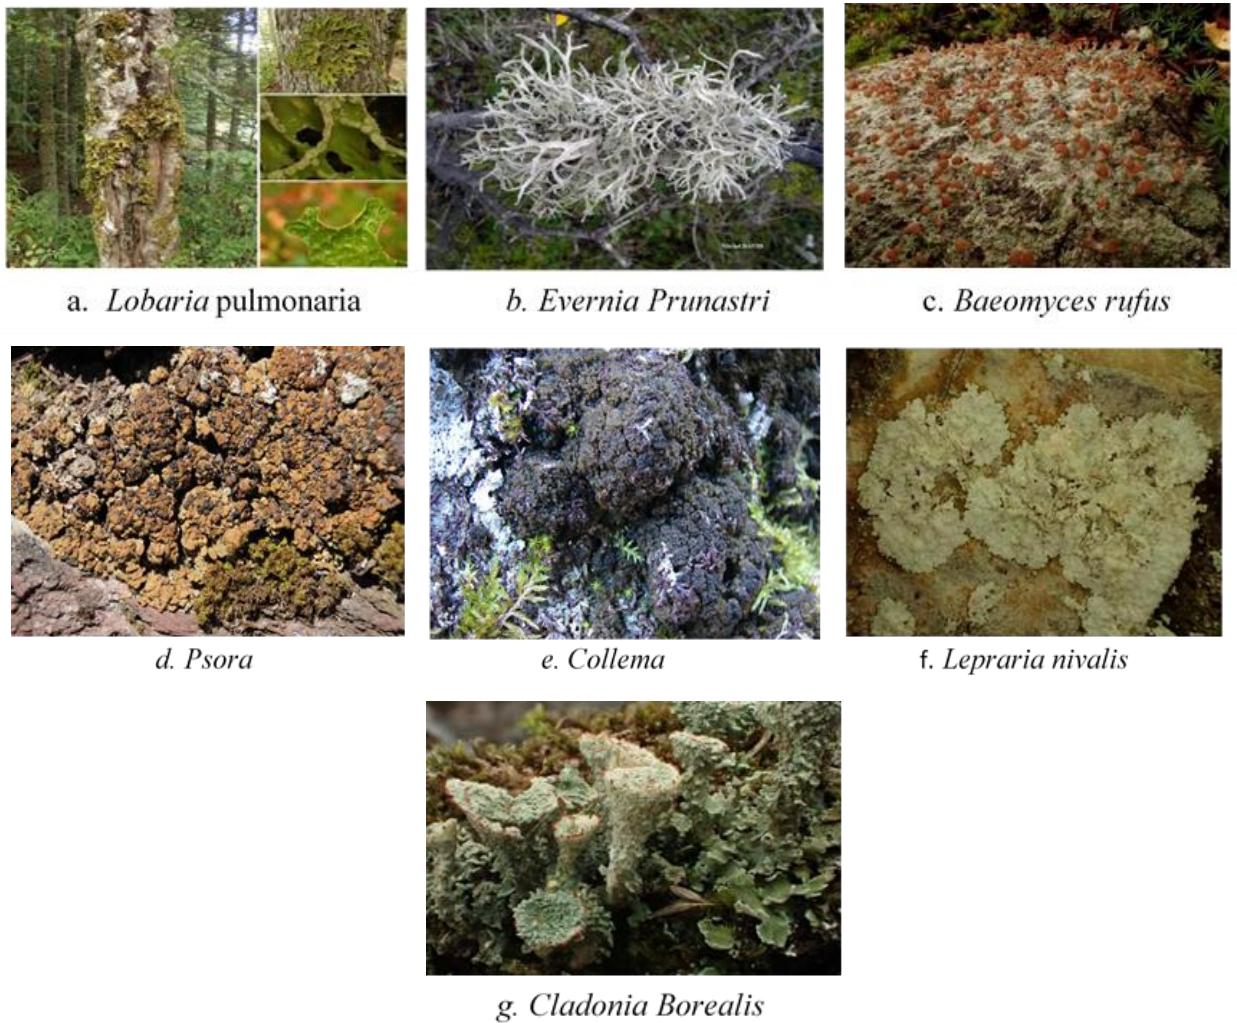 a. Lobaria pulmonaria
b. Evernia Prunastri
c. Baeomyces rufus
d. Psora
e. Collema
f. Lepraria nivalis
g. Cladonia Borealis